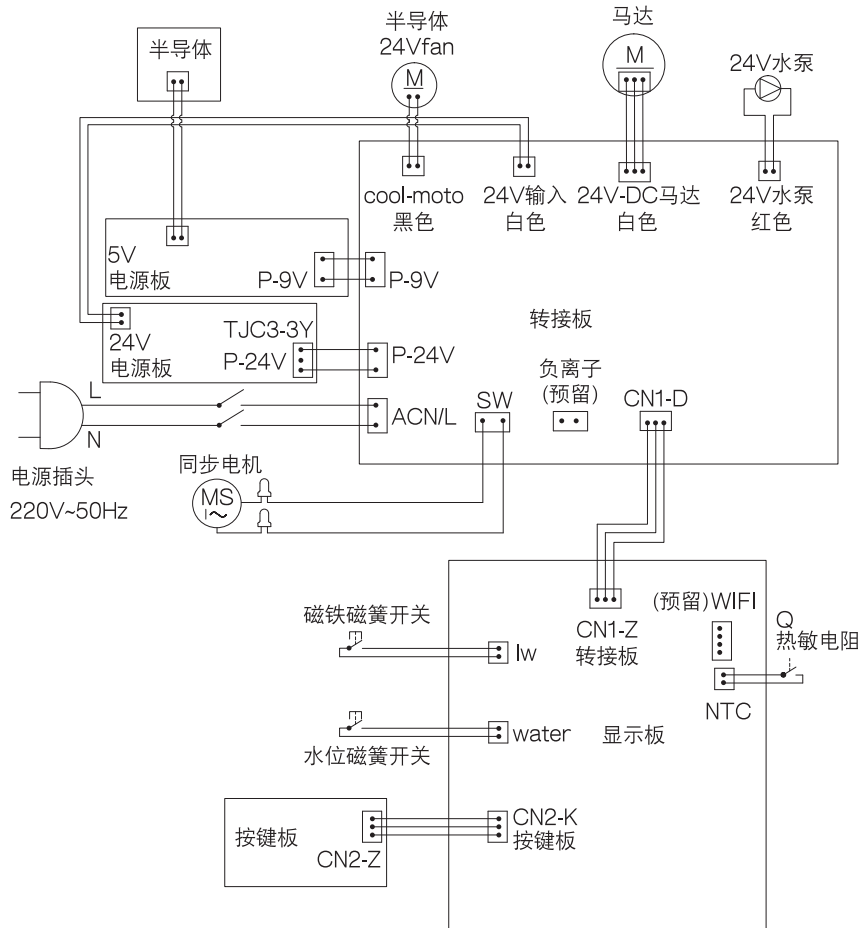 半导体
半导体
24Vfan
M
马达
M
24V水泵
cool-moto
黑色
24V输入
白色
24V-DC马达
白色
24V水泵
红色
5V
电源板
P-9V
P-9V
24V
电源板
TJC3-3Y
P-24V
P-24V
转接板
负离子
(预留)
CN1-D
SW
L
N
ACN/L
电源插头
220V~50Hz
同步电机
MS
I～
磁铁磁簧开关
Iw
CN1-Z
转接板
(预留)WIFI
Q
热敏电阻
NTC
water
显示板
水位磁簧开关
按键板
CN2-Z
CN2-K
按键板